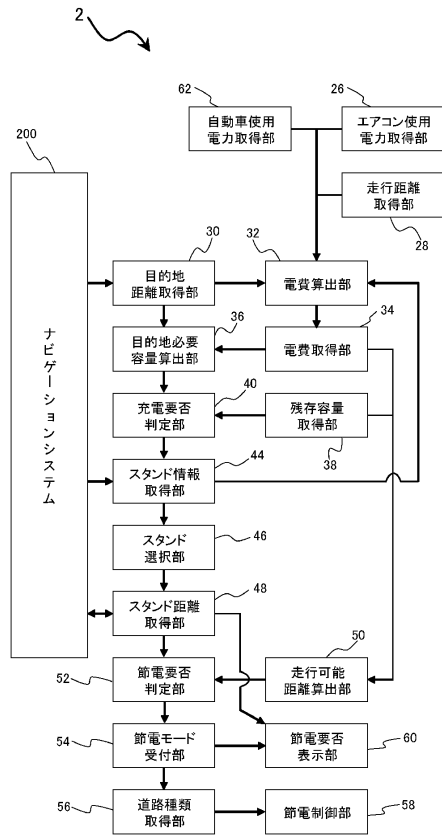 2
62
自動車使用
電力取得部
26
エアコン使用
電力取得部
200
走行距離
取得部
28
30
目的地
距離取得部
32
電費算出部
34
36
目的地必要
容量算出部
電費取得部
40
充電要否
判定部
残存容量
取得部
38
ナビゲーションシステム
44
スタンド情報
取得部
スタンド
選択部
46
スタンド距離
取得部
48
50
52
節電要否
判定部
走行可能
距離算出部
54
節電モード
受付部
節電要否
表示部
60
56
道路種類
取得部
節電制御部
58